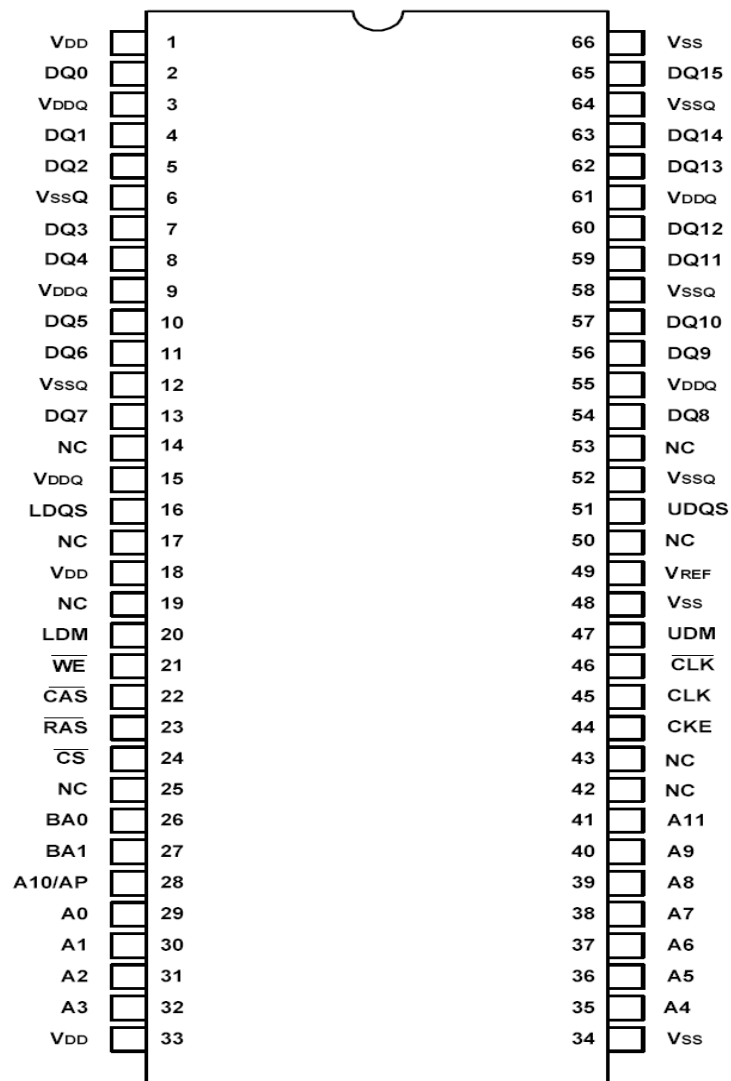 VDD 1 66 VSS
DQ0 2 65 DQ15
VDDQ 3 64 VSSQ
DQ1 4 63 DQ14
DQ2 5 62 DQ13
VssQ 6 61 VDDQ
DQ3 7 60 DQ12
DQ4 8 59 DQ11
VDDQ 9 58 VSSQ
DQ5 10 57 DQ10
DQ6 11 56 DQ9
VSSQ 12 55 VDDQ
DQ7 13 54 DQ8
NC 14 53 NC
VDDQ 15 52 VSSQ
LDQS 16 51 UDQS
NC 17 50 NC
VDD 18 49 VREF
NC 19 48 VSS
LDM 20 47 UDM
W̅E̅ 21 46 C̅L̅K̅
C̅A̅S̅ 22 45 CLK
R̅A̅S̅ 23 44 CKE
C̅S̅ 24 43 NC
NC 25 42 NC
BA0 26 41 A11
BA1 27 40 A9
A10/AP 28 39 A8
A0 29 38 A7
A1 30 37 A6
A2 31 36 A5
A3 32 35 A4
VDD 33 34 VSS